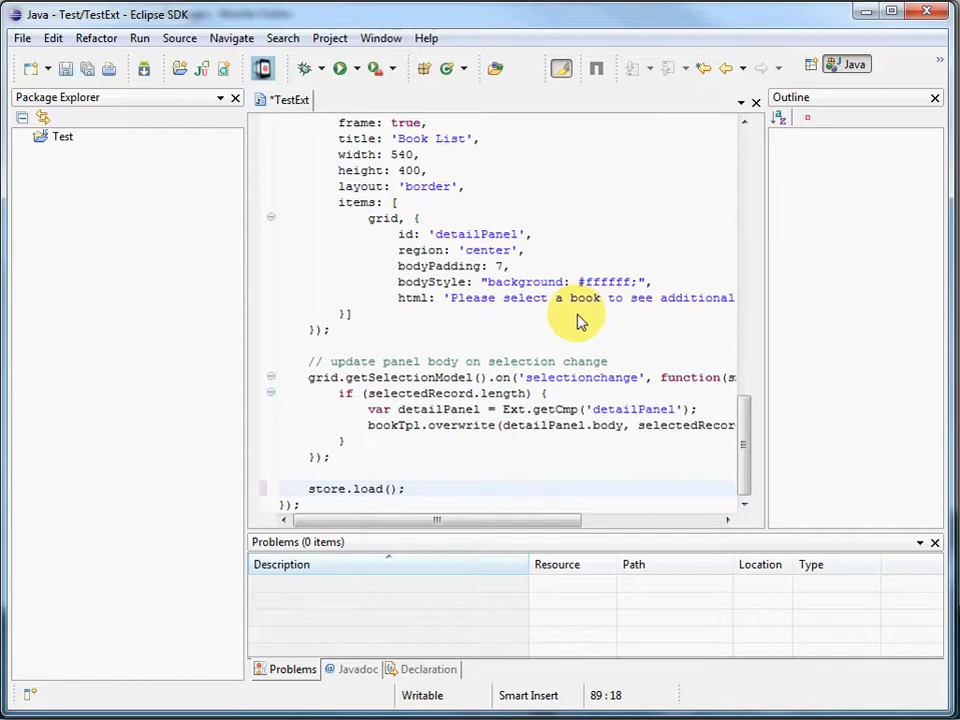 Java - Test/TestExt - Eclipse SDK
File Edit Refactor Run Source Navigate Search Project Window Help
Java
Package Explorer
Test
*TestExt
frame: true,
title: 'Book List',
width: 540,
height: 400,
layout: 'border',
items: [
grid, {
id: 'detailPanel',
region: 'center',
bodyPadding: 7,
bodyStyle: "background: #ffffff;",
html: 'Please select a book to see additional
}]
});
// update panel body on selection change
grid.getSelectionModel().on('selectionchange', function(s
if (selectedRecord.length) {
var detailPanel = Ext.getCmp('detailPanel');
bookTpl.overwrite(detailPanel.body, selectedRecor
}
});
store.load();
});
Outline
Problems (0 items)
Description Resource Path Location Type
Problems @ Javadoc Declaration
Writable Smart Insert 89 : 18